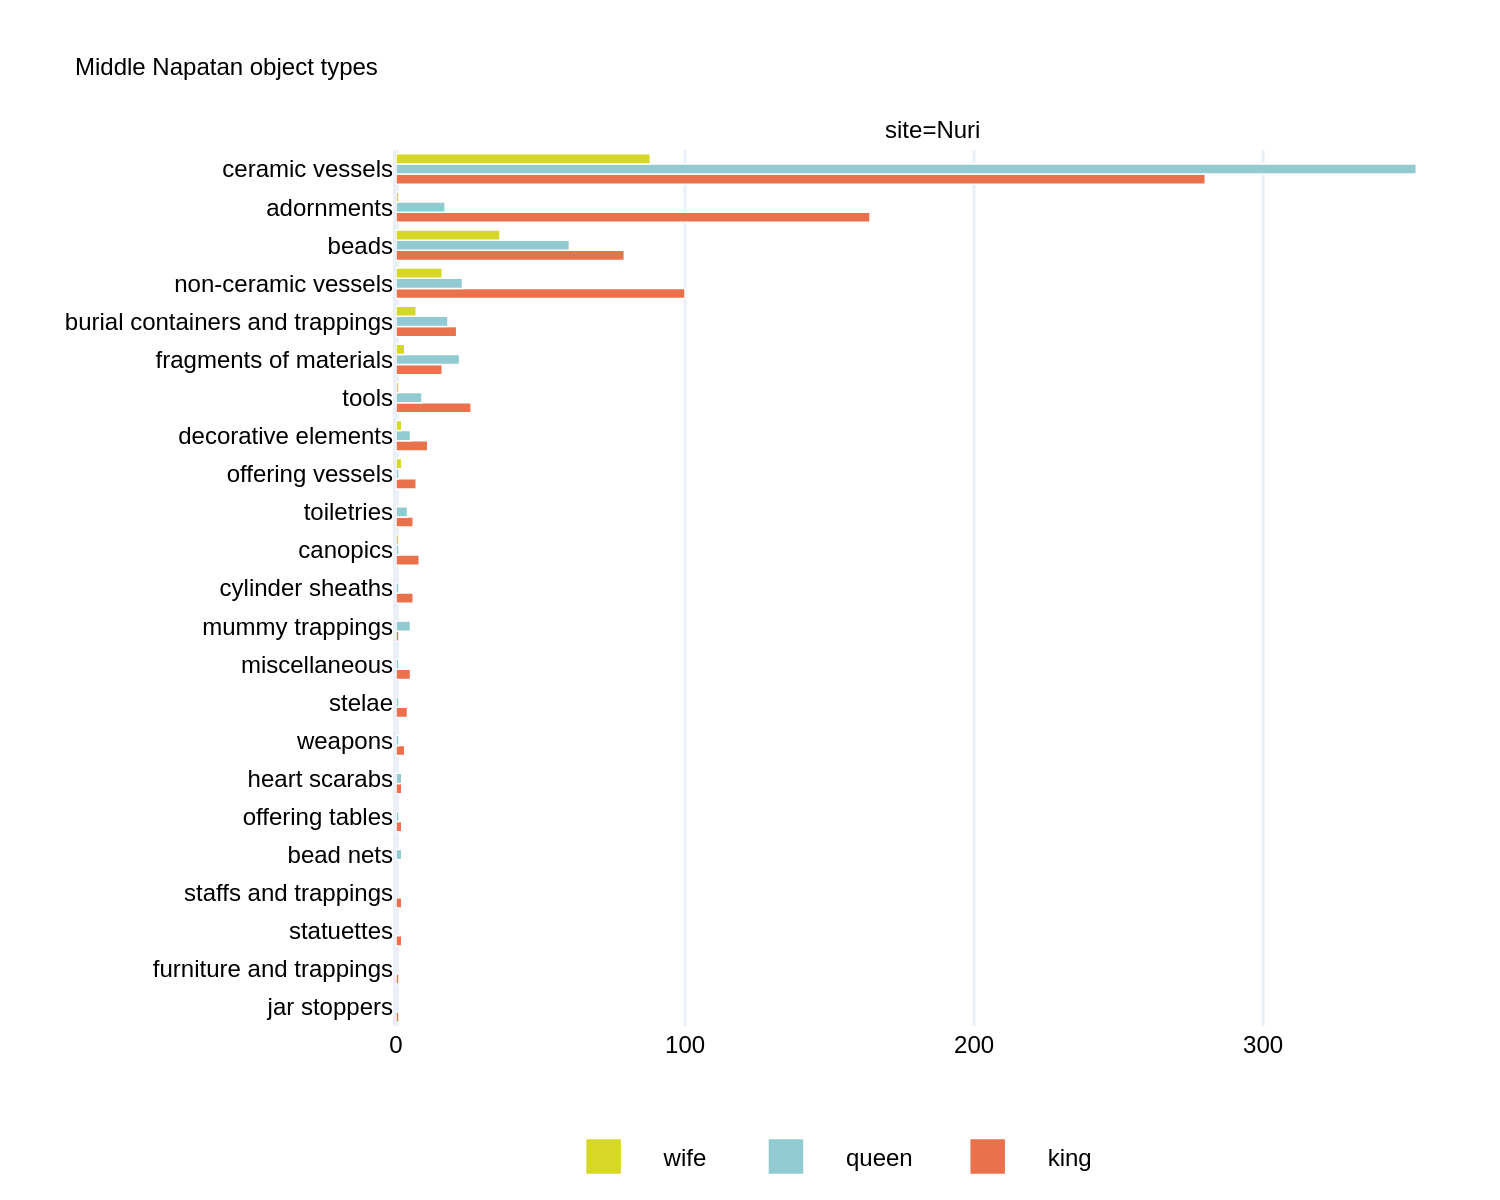 Middle Napatan object types
site=Nuri
ceramic vessels
adornments
beads
non-ceramic vessels
burial containers and trappings
fragments of materials
tools
decorative elements
offering vessels
toiletries
canopics
cylinder sheaths
mummy trappings
miscellaneous
stelae
weapons
heart scarabs
offering tables
bead nets
staffs and trappings
statuettes
furniture and trappings
jar stoppers
0 100 200 300
wife queen king